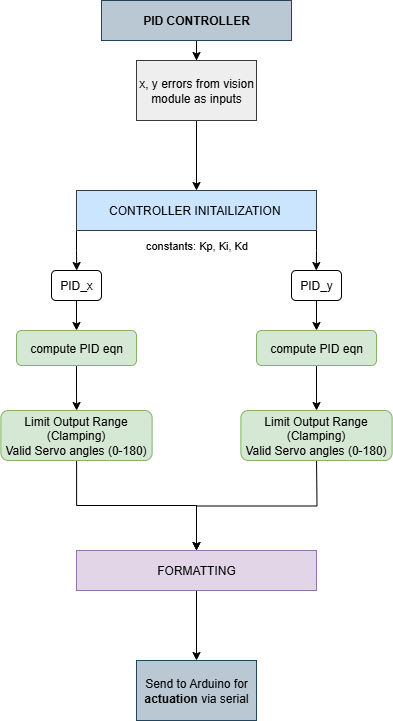 PID CONTROLLER
x, y errors from vision
module as inputs
CONTROLLER INITAILIZATION
constants: Kp, Ki, Kd
PID_x
PID_y
compute PID eqn
compute PID eqn
Limit Output Range
(Clamping)
Valid Servo angles (0-180)
Limit Output Range
(Clamping)
Valid Servo angles (0-180)
FORMATTING
Send to Arduino for
actuation via serial